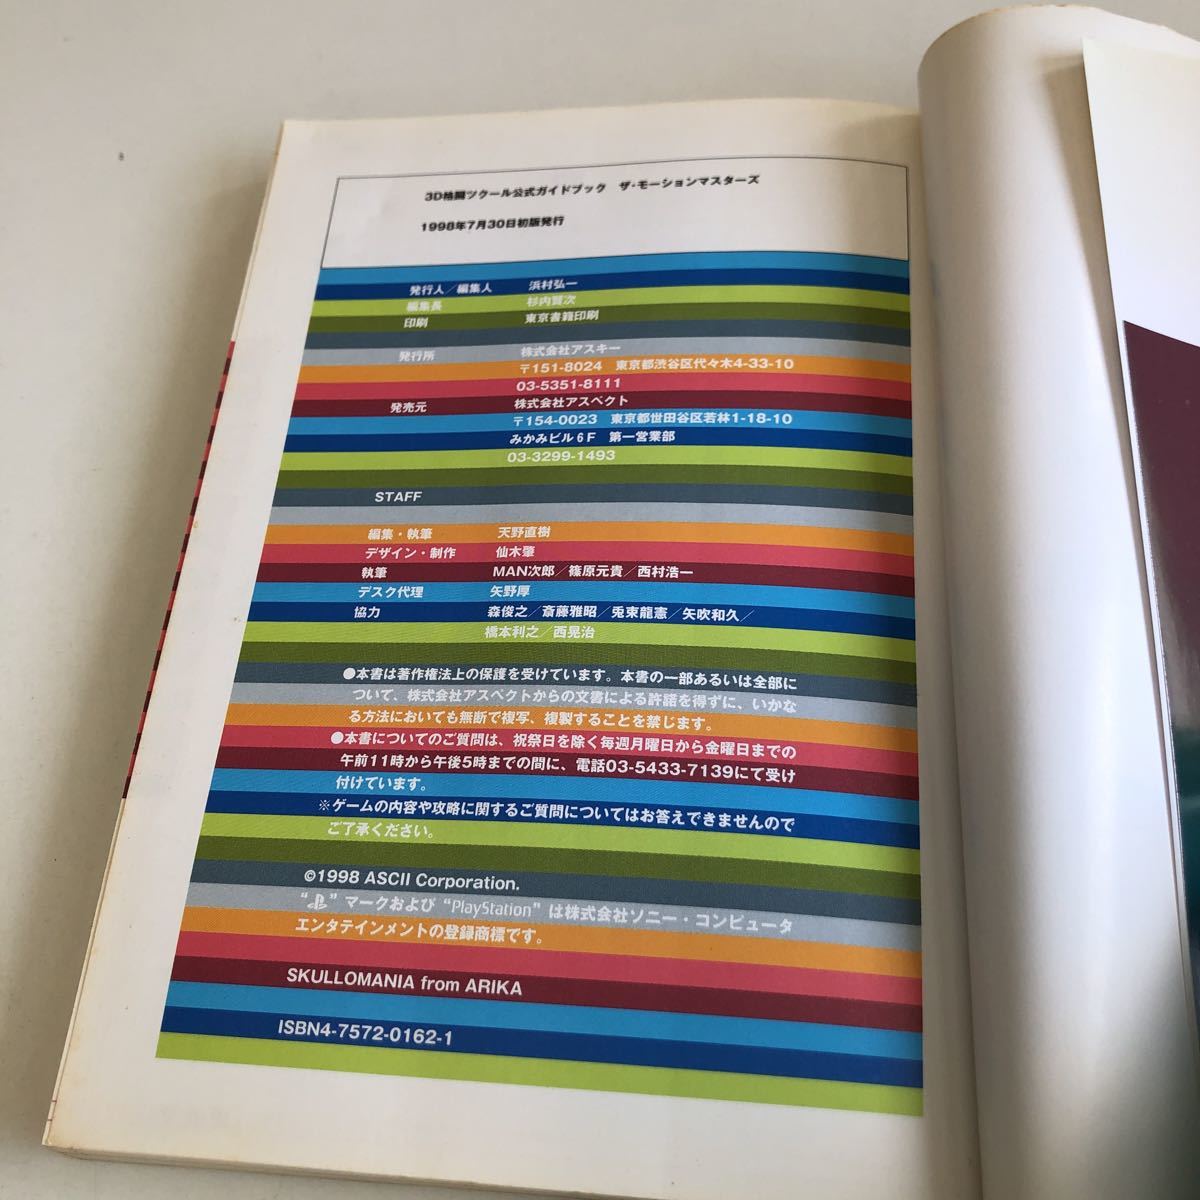 3D格闘ツクール公式ガイドブック　ザ・モーションマスターズ
1998年7月30日初版発行
発行人／編集人　浜村弘一
編集長　杉内賢次
印刷　東京書籍印刷
発行所　株式会社アスキー
〒151-8024　東京都渋谷区代々木4-33-10
03-5351-8111
発売元　株式会社アスペクト
〒154-0023　東京都世田谷区若林1-18-10
みかみビル6F　第一営業部
03-3299-1493
STAFF
編集・執筆　天野直樹
デザイン・制作　仙木肇
執筆　MAN次郎／篠原元貴／西村浩一
デスク代理　矢野厚
協力　森俊之／斎藤雅昭／兎束龍憲／矢吹和久／
橋本利之／西晃治
●本書は著作権法上の保護を受けています。本書の一部あるいは全部に
ついて、株式会社アスペクトからの文書による許諾を得ずに、いかな
る方法においても無断で複写、複製することを禁じます。
●本書についてのご質問は、祝祭日を除く毎週月曜日から金曜日までの
午前11時から午後5時までの間に、電話03-5433-7139にて受け
付けています。
※ゲームの内容や攻略に関するご質問についてはお答えできませんので
ご了承ください。
©1998 ASCII Corporation.
“PS”マークおよび“PlayStation”は株式会社ソニー・コンピュータ
エンタテインメントの登録商標です。
SKULLOMANIA from ARIKA
ISBN4-7572-0162-1